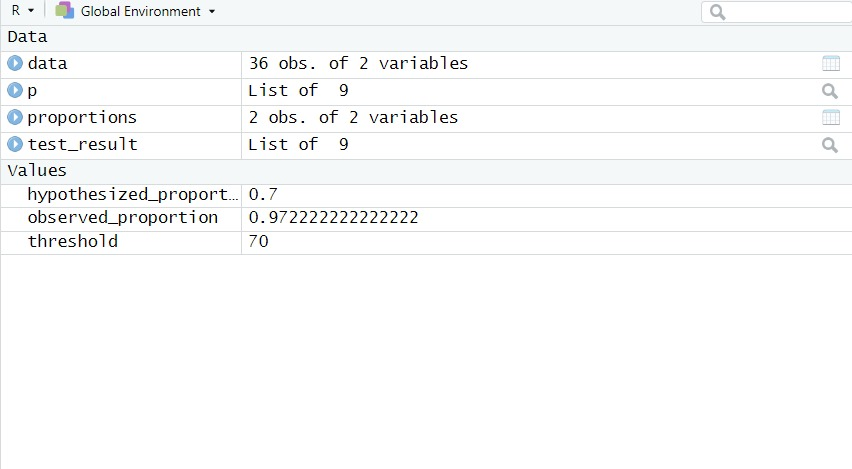 R Global Environment
Data
data 36 obs. of 2 variables
p List of 9
proportions 2 obs. of 2 variables
test_result List of 9
Values
hypothesized_proport… 0.7
observed_proportion 0.972222222222222
threshold 70